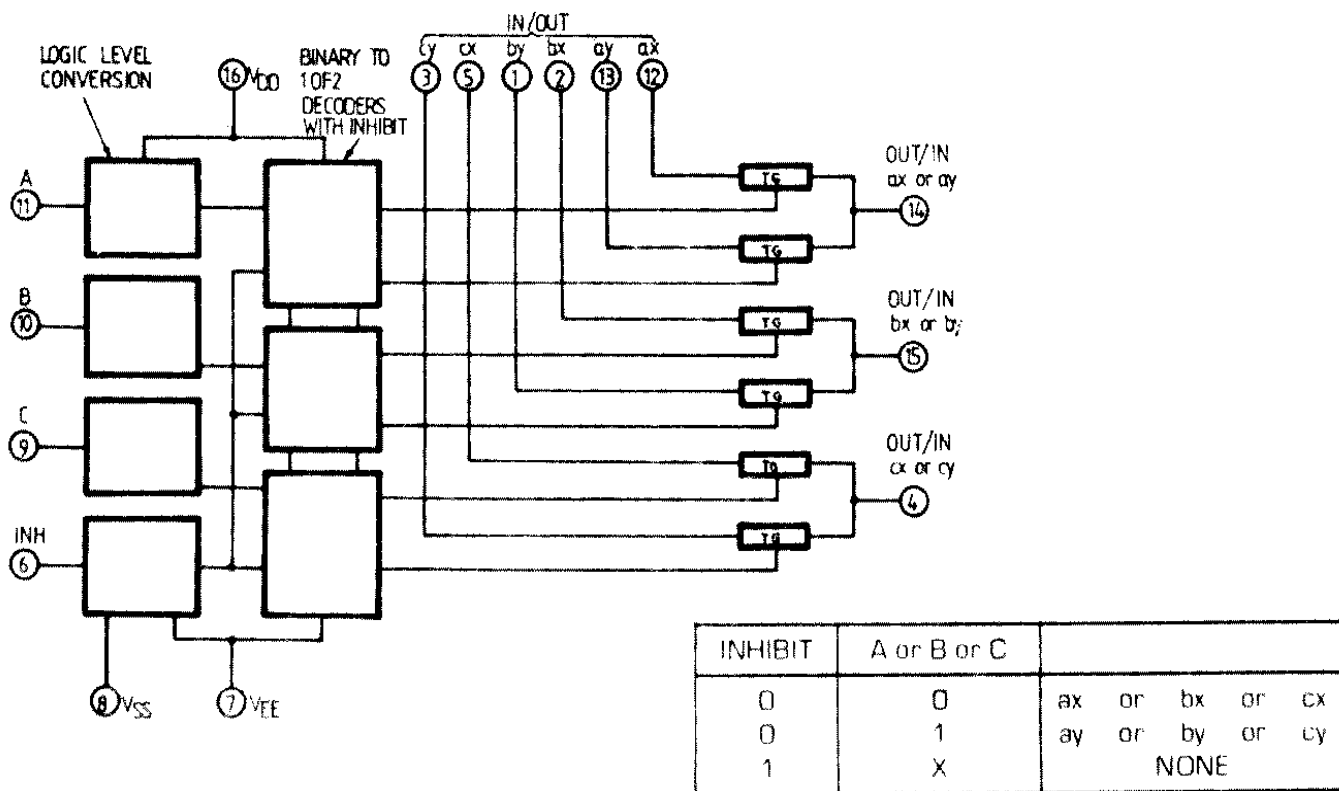 IN/OUT
cy cx by bx ay ax
3 5 1 2 13 12
LOGIC LEVEL
CONVERSION
16 VDD
BINARY TO
1 OF 2
DECODERS
WITH INHIBIT
A
11
B
10
C
9
INH
6
8 VSS
7 VEE
TG
TG
TG
TG
TG
TG
OUT/IN
ax or ay
14
OUT/IN
bx or by
15
OUT/IN
cx or cy
4
INHIBIT A or B or C
0 0 ax or bx or cx
0 1 ay or by or cy
1 X NONE